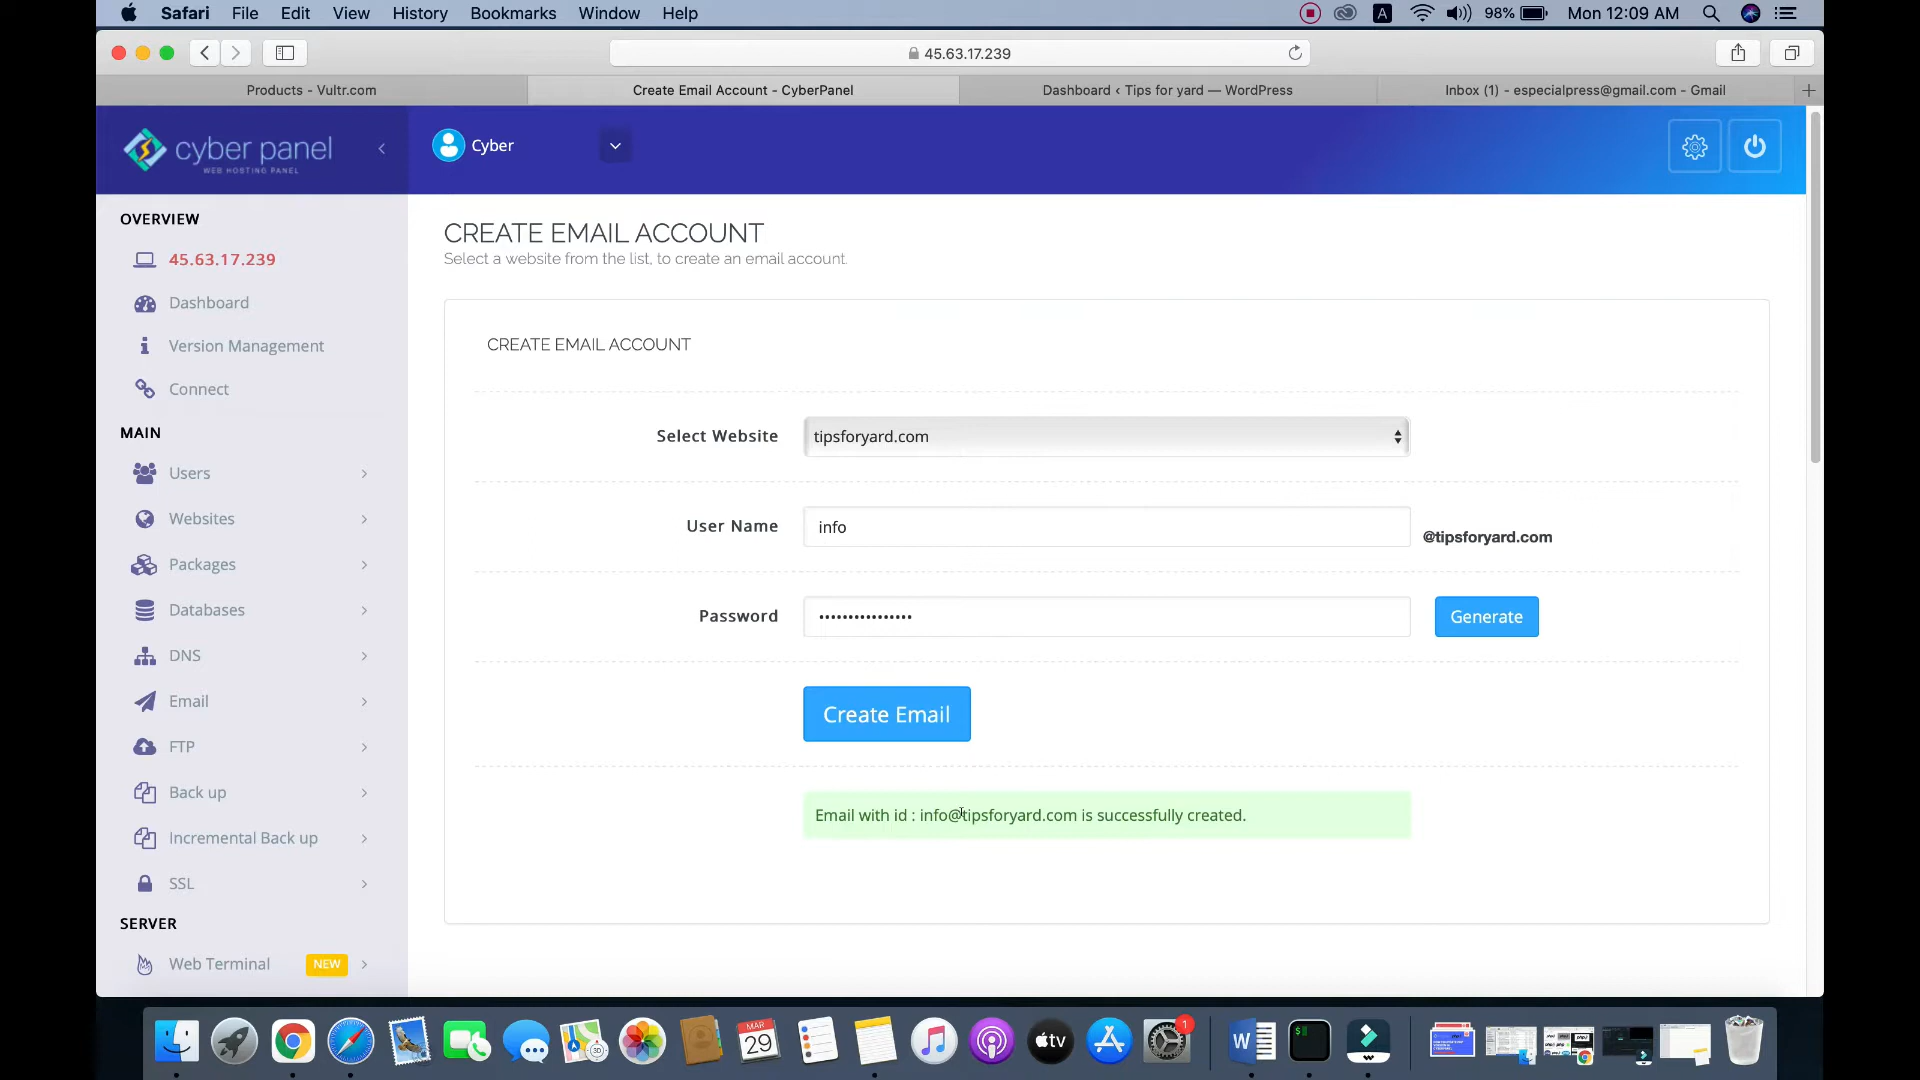 Safari File Edit View History Bookmarks Window Help A 98% Mon 12:09 AM
45.63.17.239
Products - Vultr.com
Create Email Account - CyberPanel
Dashboard ‹ Tips for yard — WordPress
Inbox (1) - especialpress@gmail.com - Gmail
cyber panel
WEB HOSTING PANEL
Cyber
OVERVIEW
45.63.17.239
Dashboard
Version Management
Connect
MAIN
Users
Websites
Packages
Databases
DNS
Email
FTP
Back up
Incremental Back up
SSL
SERVER
Web Terminal NEW
CREATE EMAIL ACCOUNT
Select a website from the list, to create an email account.
CREATE EMAIL ACCOUNT
Select Website tipsforyard.com
User Name info @tipsforyard.com
Password •••••••••••••••• Generate
Create Email
Email with id : info@tipsforyard.com is successfully created.
MAR
29
3D
tv
1
W
$